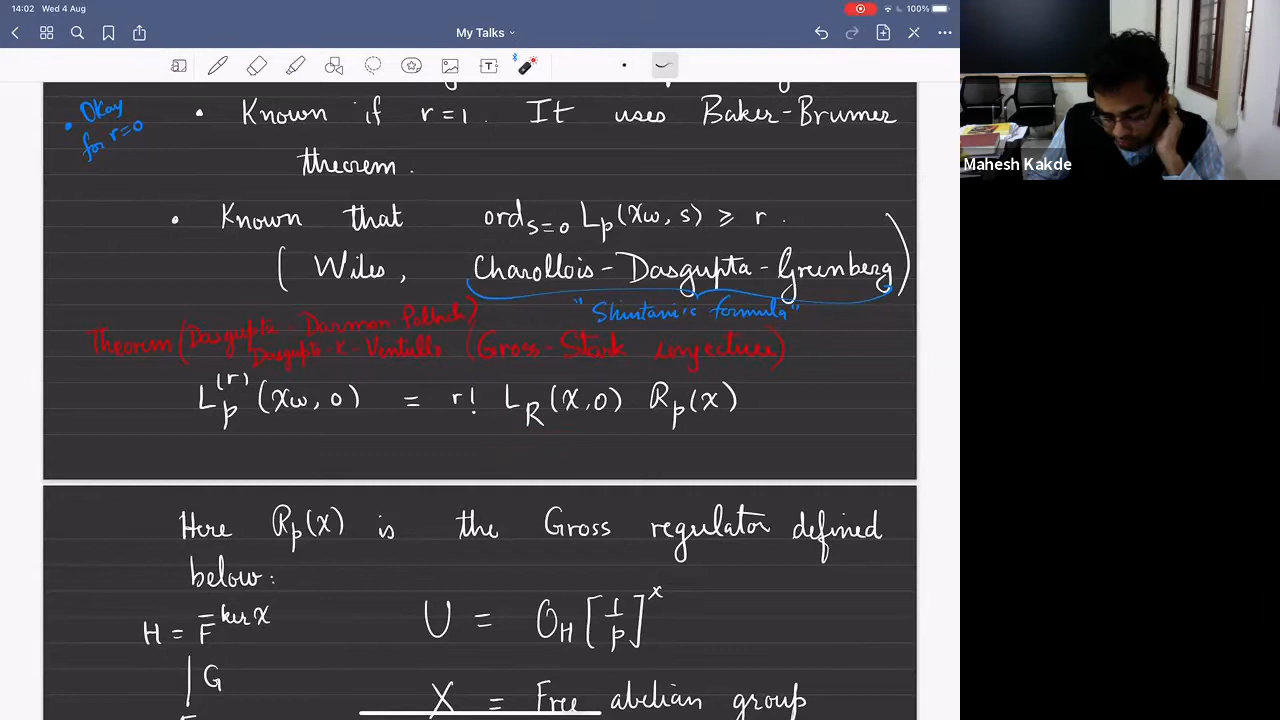 14:02 Wed 4 Aug
100%
My Talks
• Okay for r=0
• Known if r=1. It uses Baker-Brumer
theorem.
• Known that ord_{s=0} L_p(χω, s) ⩾ r.
( Wiles, Charollois - Dasgupta - Greenberg )
"Shintani's formula"
Theorem (Dasgupta - Darmon Pollack)
Dasgupta-K-Ventullo (Gross-Stark conjecture)
L_p^{(r)} (χω, 0) = r! L_R (χ,0) R_p(χ)
Here R_p(χ) is the Gross regulator defined
below:
H = F̄^{ker χ}
U = O_H [1/p]^×
| G
X = Free abelian group
Mahesh Kakde